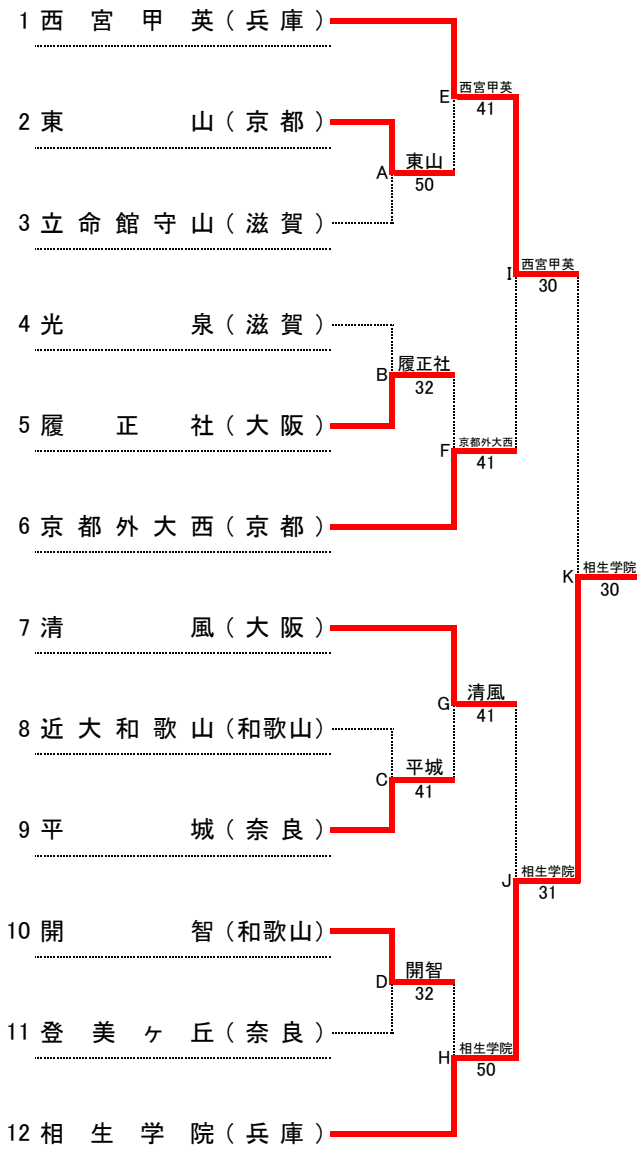 1 西宮甲英(兵庫)
E 西宮甲英
41
2 東山(京都)
A 東山
50
3 立命館守山(滋賀)
I 西宮甲英
30
4 光泉(滋賀)
B 履正社
32
5 履正社(大阪)
F 京都外大西
41
6 京都外大西(京都)
K 相生学院
30
7 清風(大阪)
G 清風
41
8 近大和歌山(和歌山)
C 平城
41
9 平城(奈良)
J 相生学院
31
10 開智(和歌山)
D 開智
32
11 登美ヶ丘(奈良)
H 相生学院
50
12 相生学院(兵庫)